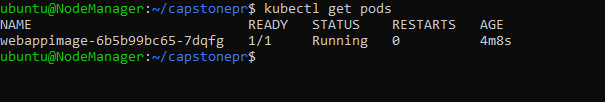 ubuntu@NodeManager:~/capstonepr$ kubectl get pods
NAME READY STATUS RESTARTS AGE
webappimage-6b5b99bc65-7dqfg 1/1 Running 0 4m8s
ubuntu@NodeManager:~/capstonepr$